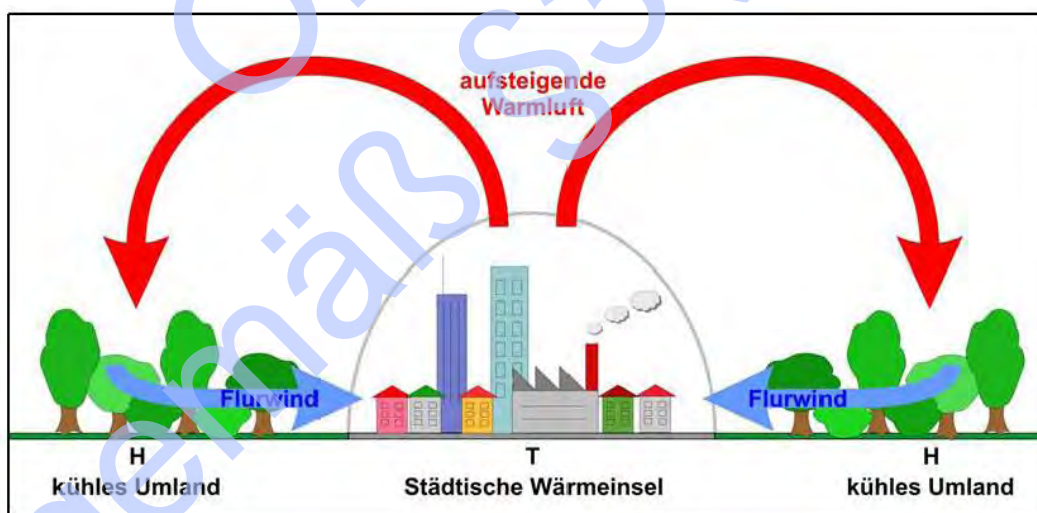 aufsteigende
Warmluft
Flurwind
Flurwind
H
T
H
kühles Umland
Städtische Wärmeinsel
kühles Umland